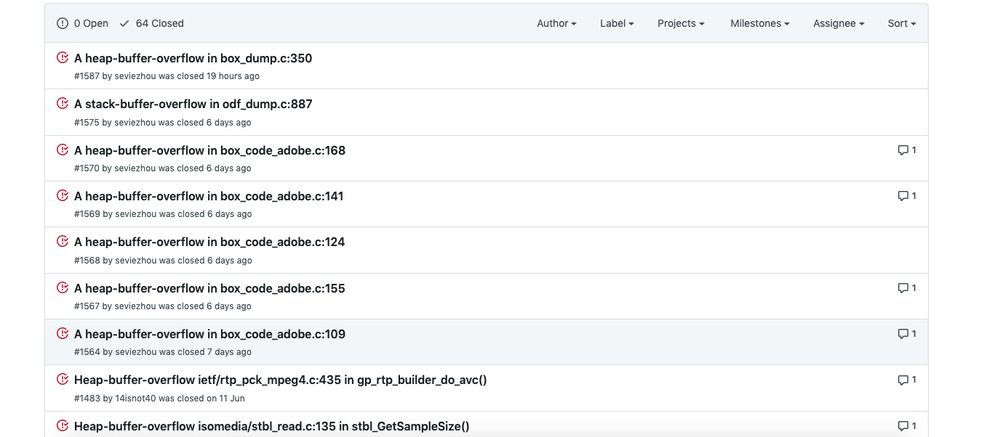 0 Open 64 Closed Author Label Projects Milestones Assignee Sort
A heap-buffer-overflow in box_dump.c:350
#1587 by seviezhou was closed 19 hours ago
A stack-buffer-overflow in odf_dump.c:887
#1575 by seviezhou was closed 6 days ago
A heap-buffer-overflow in box_code_adobe.c:168 1
#1570 by seviezhou was closed 6 days ago
A heap-buffer-overflow in box_code_adobe.c:141 1
#1569 by seviezhou was closed 6 days ago
A heap-buffer-overflow in box_code_adobe.c:124
#1568 by seviezhou was closed 6 days ago
A heap-buffer-overflow in box_code_adobe.c:155 1
#1567 by seviezhou was closed 6 days ago
A heap-buffer-overflow in box_code_adobe.c:109 1
#1564 by seviezhou was closed 7 days ago
Heap-buffer-overflow ietf/rtp_pck_mpeg4.c:435 in gp_rtp_builder_do_avc() 1
#1483 by 14isnot40 was closed on 11 Jun
Heap-buffer-overflow isomedia/stbl_read.c:135 in stbl_GetSampleSize() 1